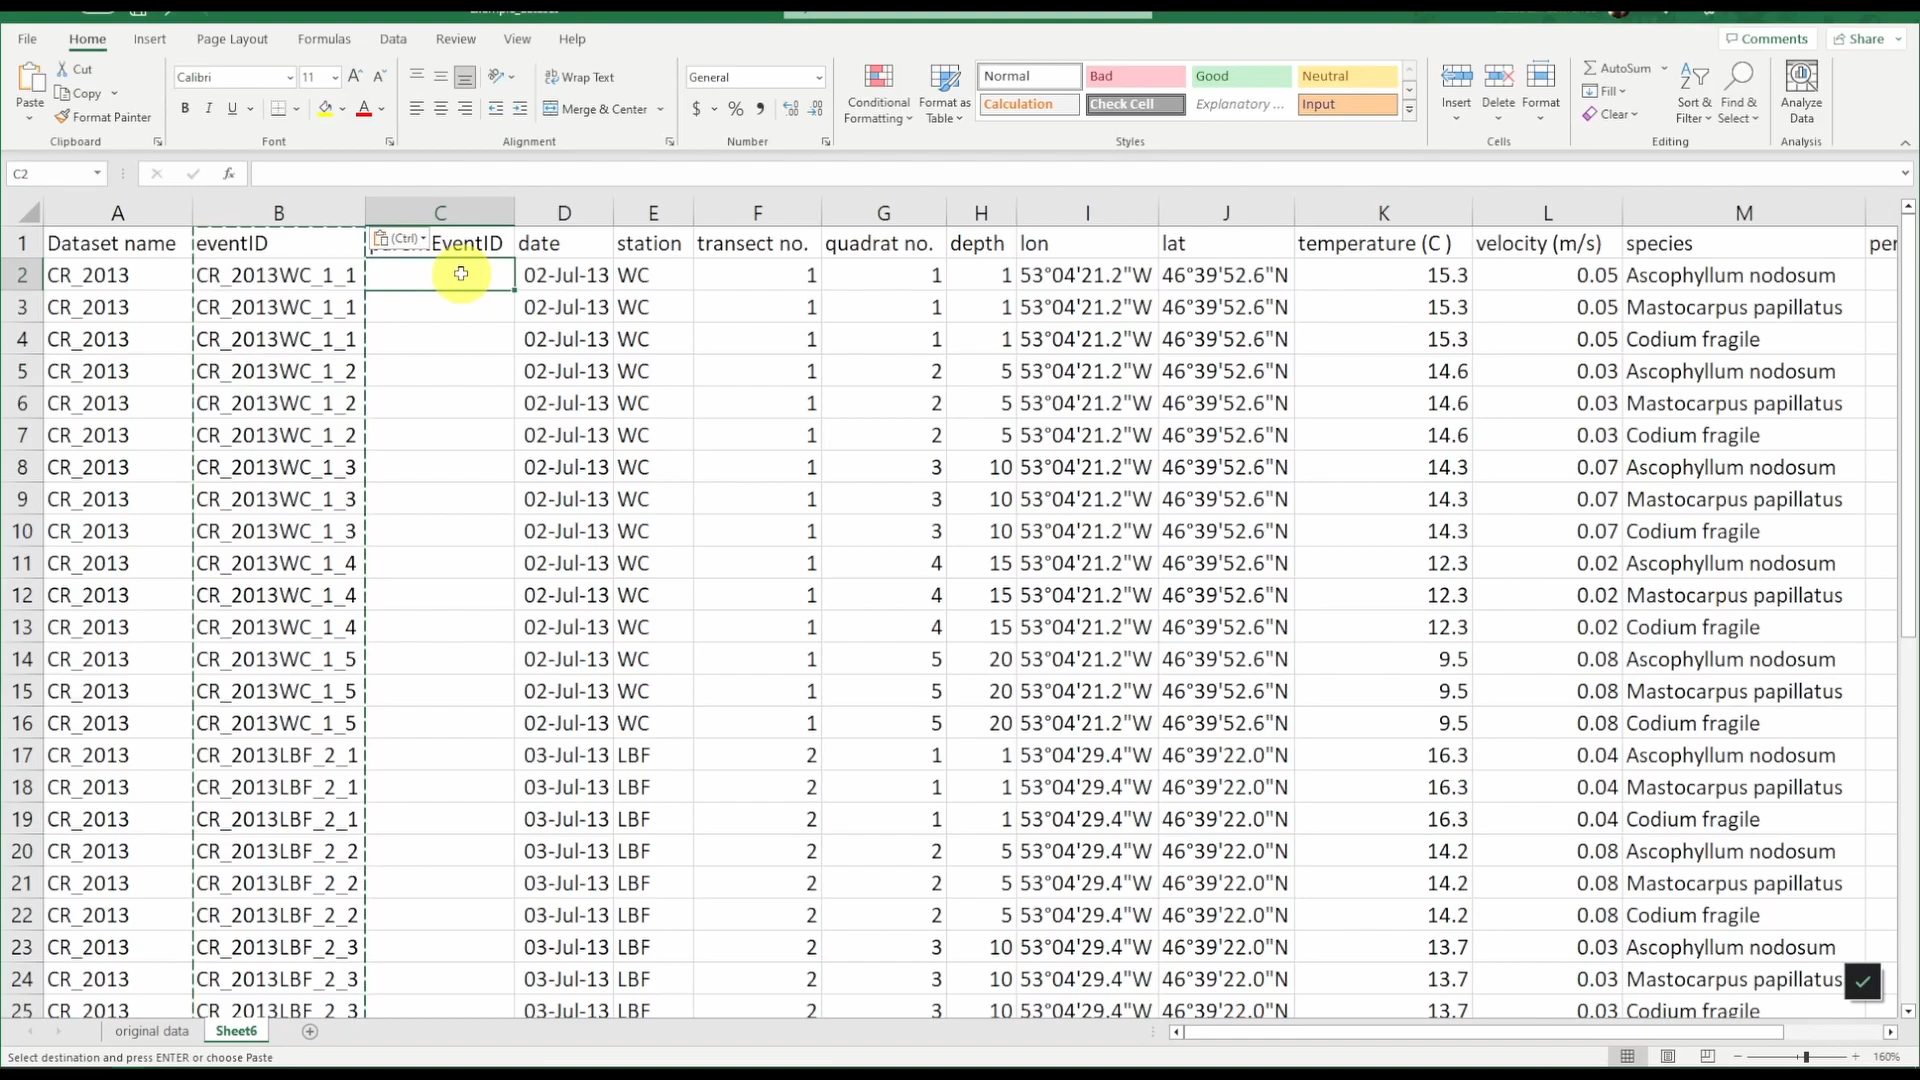 File Home Insert Page Layout Formulas Data Review View Help Comments Share
Paste Cut Copy Format Painter Clipboard
Calibri 11 A A B I U A Font
Wrap Text Merge & Center Alignment
General $ % Number
Conditional Formatting Format as Table
Normal Bad Good Neutral
Calculation Check Cell Explanatory ... Input
Styles
Insert Delete Format Cells
AutoSum Fill Clear Sort & Filter Find & Select Editing
Analyze Data Analysis
C2 fx
A B C D E F G H I J K L M
1 Dataset name eventID (Ctrl) EventID date station transect no. quadrat no. depth lon lat temperature (C ) velocity (m/s) species per
2 CR_2013 CR_2013WC_1_1 02-Jul-13 WC 1 1 1 53°04'21.2"W 46°39'52.6"N 15.3 0.05 Ascophyllum nodosum
3 CR_2013 CR_2013WC_1_1 02-Jul-13 WC 1 1 1 53°04'21.2"W 46°39'52.6"N 15.3 0.05 Mastocarpus papillatus
4 CR_2013 CR_2013WC_1_1 02-Jul-13 WC 1 1 1 53°04'21.2"W 46°39'52.6"N 15.3 0.05 Codium fragile
5 CR_2013 CR_2013WC_1_2 02-Jul-13 WC 1 2 5 53°04'21.2"W 46°39'52.6"N 14.6 0.03 Ascophyllum nodosum
6 CR_2013 CR_2013WC_1_2 02-Jul-13 WC 1 2 5 53°04'21.2"W 46°39'52.6"N 14.6 0.03 Mastocarpus papillatus
7 CR_2013 CR_2013WC_1_2 02-Jul-13 WC 1 2 5 53°04'21.2"W 46°39'52.6"N 14.6 0.03 Codium fragile
8 CR_2013 CR_2013WC_1_3 02-Jul-13 WC 1 3 10 53°04'21.2"W 46°39'52.6"N 14.3 0.07 Ascophyllum nodosum
9 CR_2013 CR_2013WC_1_3 02-Jul-13 WC 1 3 10 53°04'21.2"W 46°39'52.6"N 14.3 0.07 Mastocarpus papillatus
10 CR_2013 CR_2013WC_1_3 02-Jul-13 WC 1 3 10 53°04'21.2"W 46°39'52.6"N 14.3 0.07 Codium fragile
11 CR_2013 CR_2013WC_1_4 02-Jul-13 WC 1 4 15 53°04'21.2"W 46°39'52.6"N 12.3 0.02 Ascophyllum nodosum
12 CR_2013 CR_2013WC_1_4 02-Jul-13 WC 1 4 15 53°04'21.2"W 46°39'52.6"N 12.3 0.02 Mastocarpus papillatus
13 CR_2013 CR_2013WC_1_4 02-Jul-13 WC 1 4 15 53°04'21.2"W 46°39'52.6"N 12.3 0.02 Codium fragile
14 CR_2013 CR_2013WC_1_5 02-Jul-13 WC 1 5 20 53°04'21.2"W 46°39'52.6"N 9.5 0.08 Ascophyllum nodosum
15 CR_2013 CR_2013WC_1_5 02-Jul-13 WC 1 5 20 53°04'21.2"W 46°39'52.6"N 9.5 0.08 Mastocarpus papillatus
16 CR_2013 CR_2013WC_1_5 02-Jul-13 WC 1 5 20 53°04'21.2"W 46°39'52.6"N 9.5 0.08 Codium fragile
17 CR_2013 CR_2013LBF_2_1 03-Jul-13 LBF 2 1 1 53°04'29.4"W 46°39'22.0"N 16.3 0.04 Ascophyllum nodosum
18 CR_2013 CR_2013LBF_2_1 03-Jul-13 LBF 2 1 1 53°04'29.4"W 46°39'22.0"N 16.3 0.04 Mastocarpus papillatus
19 CR_2013 CR_2013LBF_2_1 03-Jul-13 LBF 2 1 1 53°04'29.4"W 46°39'22.0"N 16.3 0.04 Codium fragile
20 CR_2013 CR_2013LBF_2_2 03-Jul-13 LBF 2 2 5 53°04'29.4"W 46°39'22.0"N 14.2 0.08 Ascophyllum nodosum
21 CR_2013 CR_2013LBF_2_2 03-Jul-13 LBF 2 2 5 53°04'29.4"W 46°39'22.0"N 14.2 0.08 Mastocarpus papillatus
22 CR_2013 CR_2013LBF_2_2 03-Jul-13 LBF 2 2 5 53°04'29.4"W 46°39'22.0"N 14.2 0.08 Codium fragile
23 CR_2013 CR_2013LBF_2_3 03-Jul-13 LBF 2 3 10 53°04'29.4"W 46°39'22.0"N 13.7 0.03 Ascophyllum nodosum
24 CR_2013 CR_2013LBF_2_3 03-Jul-13 LBF 2 3 10 53°04'29.4"W 46°39'22.0"N 13.7 0.03 Mastocarpus papillatus
25 CR_2013 CR_2013LBF_2_3 03-Jul-13 LBF 2 3 10 53°04'29.4"W 46°39'22.0"N 13.7 0.03 Codium fragile
original data Sheet6
Select destination and press ENTER or choose Paste 160%